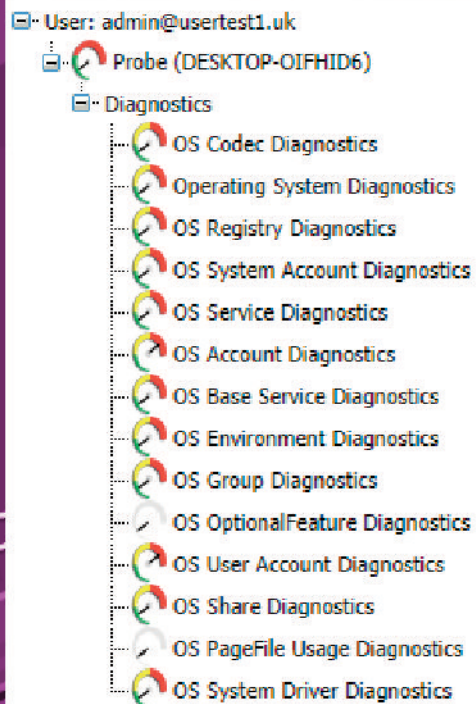 User: admin@usertest1.uk
Probe (DESKTOP-OIFHID6)
Diagnostics
OS Codec Diagnostics
Operating System Diagnostics
OS Registry Diagnostics
OS System Account Diagnostics
OS Service Diagnostics
OS Account Diagnostics
OS Base Service Diagnostics
OS Environment Diagnostics
OS Group Diagnostics
OS OptionalFeature Diagnostics
OS User Account Diagnostics
OS Share Diagnostics
OS PageFile Usage Diagnostics
OS System Driver Diagnostics